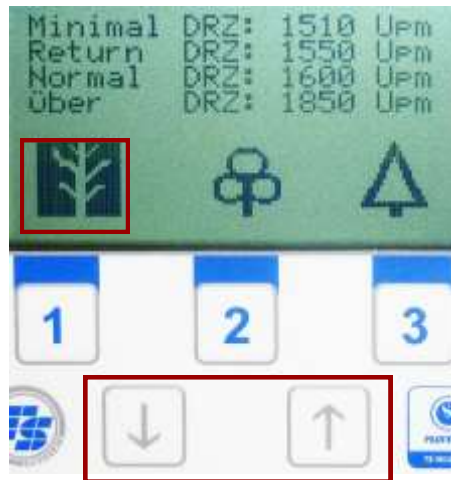 Minimal DRZ: 1510 Upm
Return DRZ: 1550 Upm
Normal DRZ: 1600 Upm
über DRZ: 1850 Upm
1 2 3